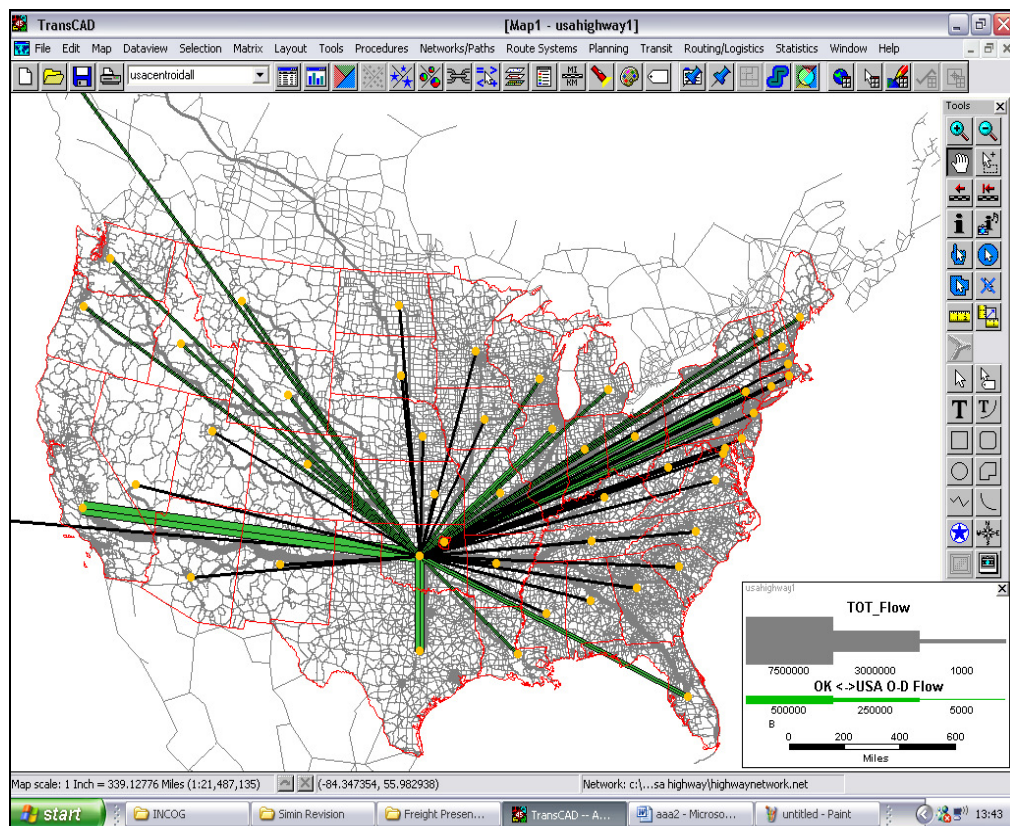 TransCAD [Map1 - usahighway1]
File Edit Map Dataview Selection Matrix Layout Tools Procedures Networks/Paths Route Systems Planning Transit Routing/Logistics Statistics Window Help
usacentroidall
MI
KM
Tools
T T
usahighway1
TOT_Flow
7500000 3000000 1000
OK <->USA O-D Flow
500000 250000 5000
B
0 200 400 600
Miles
Map scale: 1 Inch = 339.12776 Miles (1:21,487,135) (-84.347354, 55.982938) Network: c:\...sa highway\highwaynetwork.net
start INCOG Simin Revision Freight Presen... TransCAD -- A... aaa2 - Microso... untitled - Paint 13:43